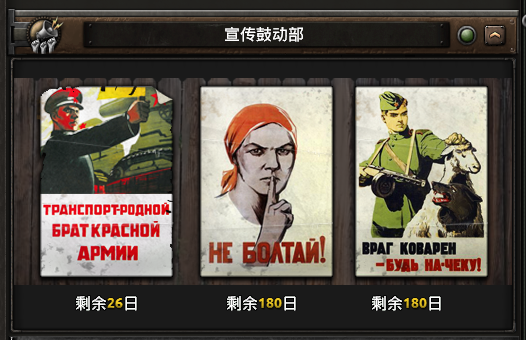 宣传鼓动部
ТРАНСПОРТ-РОДНОЙ
БРАТ КРАСНОЙ
АРМИИ
НЕ БОЛТАЙ!
ВРАГ КОВАРЕН
-БУДЬ НА-ЧЕКУ!
剩余26日
剩余180日
剩余180日